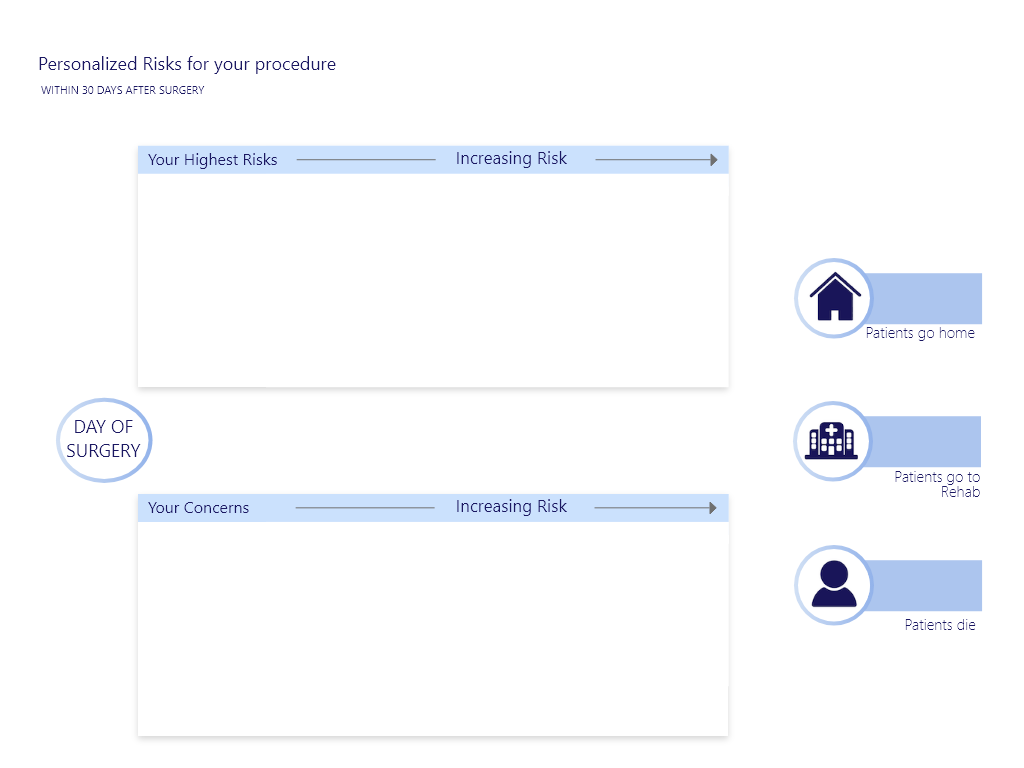 Personalized Risks for your procedure
WITHIN 30 DAYS AFTER SURGERY
Your Highest Risks Increasing Risk
Patients go home
DAY OF
SURGERY
Patients go to
Rehab
Your Concerns Increasing Risk
Patients die